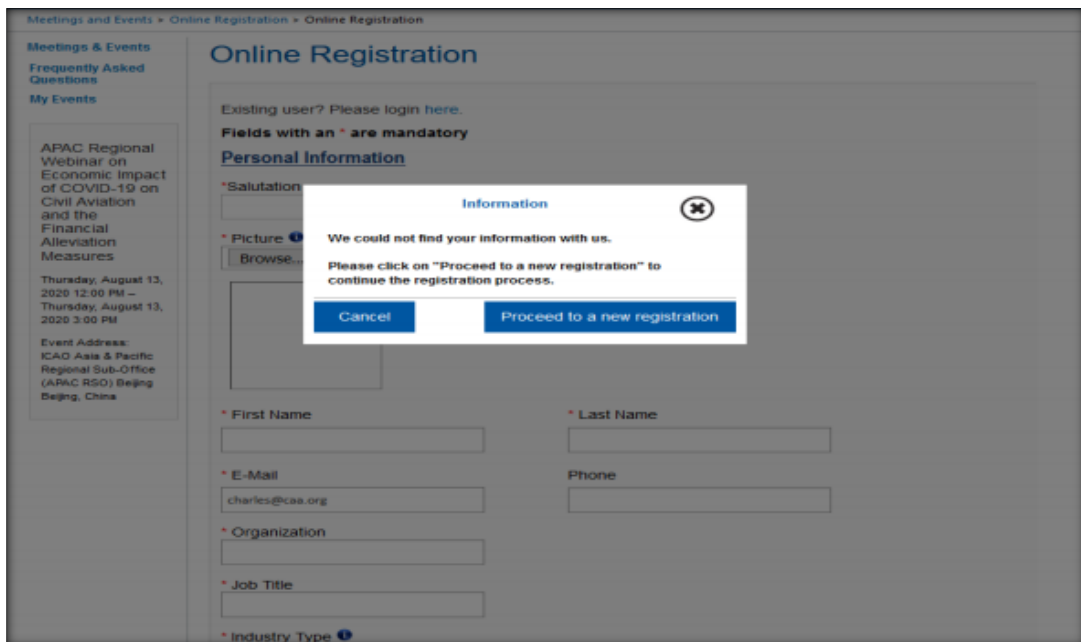 Meetings and Events > Online Registration > Online Registration
Meetings & Events
Frequently Asked
Questions
My Events
APAC Regional
Webinar on
Economic Impact
of COVID-19 on
Civil Aviation
and the
Financial
Alleviation
Measures
Thursday, August 13,
2020 12:00 PM –
Thursday, August 13,
2020 3:00 PM
Event Address:
ICAO Asia & Pacific
Regional Sub-Office
(APAC RSO) Beijing
Beijing, China
Online Registration
Existing user? Please login here.
Fields with an * are mandatory
Personal Information
*Salutation
* Picture
Browse...
Information
We could not find your information with us.
Please click on "Proceed to a new registration" to
continue the registration process.
Cancel
Proceed to a new registration
* First Name
* Last Name
* E-Mail
Phone
charles@caa.org
* Organization
* Job Title
* Industry Type